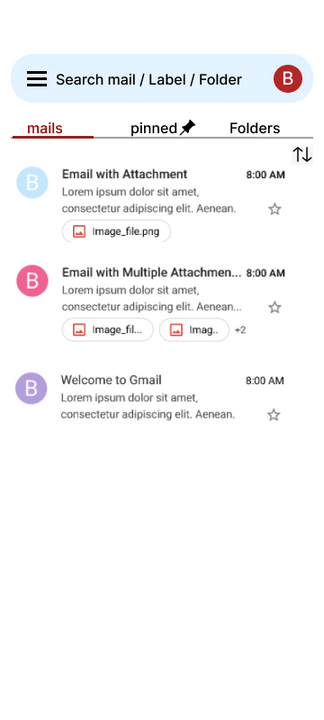 Search mail / Label / Folder B
mails pinned Folders
B Email with Attachment 8:00 AM
Lorem ipsum dolor sit amet,
consectetur adipiscing elit. Aenean.
Image_file.png
B Email with Multiple Attachmen... 8:00 AM
Lorem ipsum dolor sit amet,
consectetur adipiscing elit. Aenean...
Image_fil... Imag.. +2
B Welcome to Gmail 8:00 AM
Lorem ipsum dolor sit amet,
consectetur adipiscing elit. Aenean.